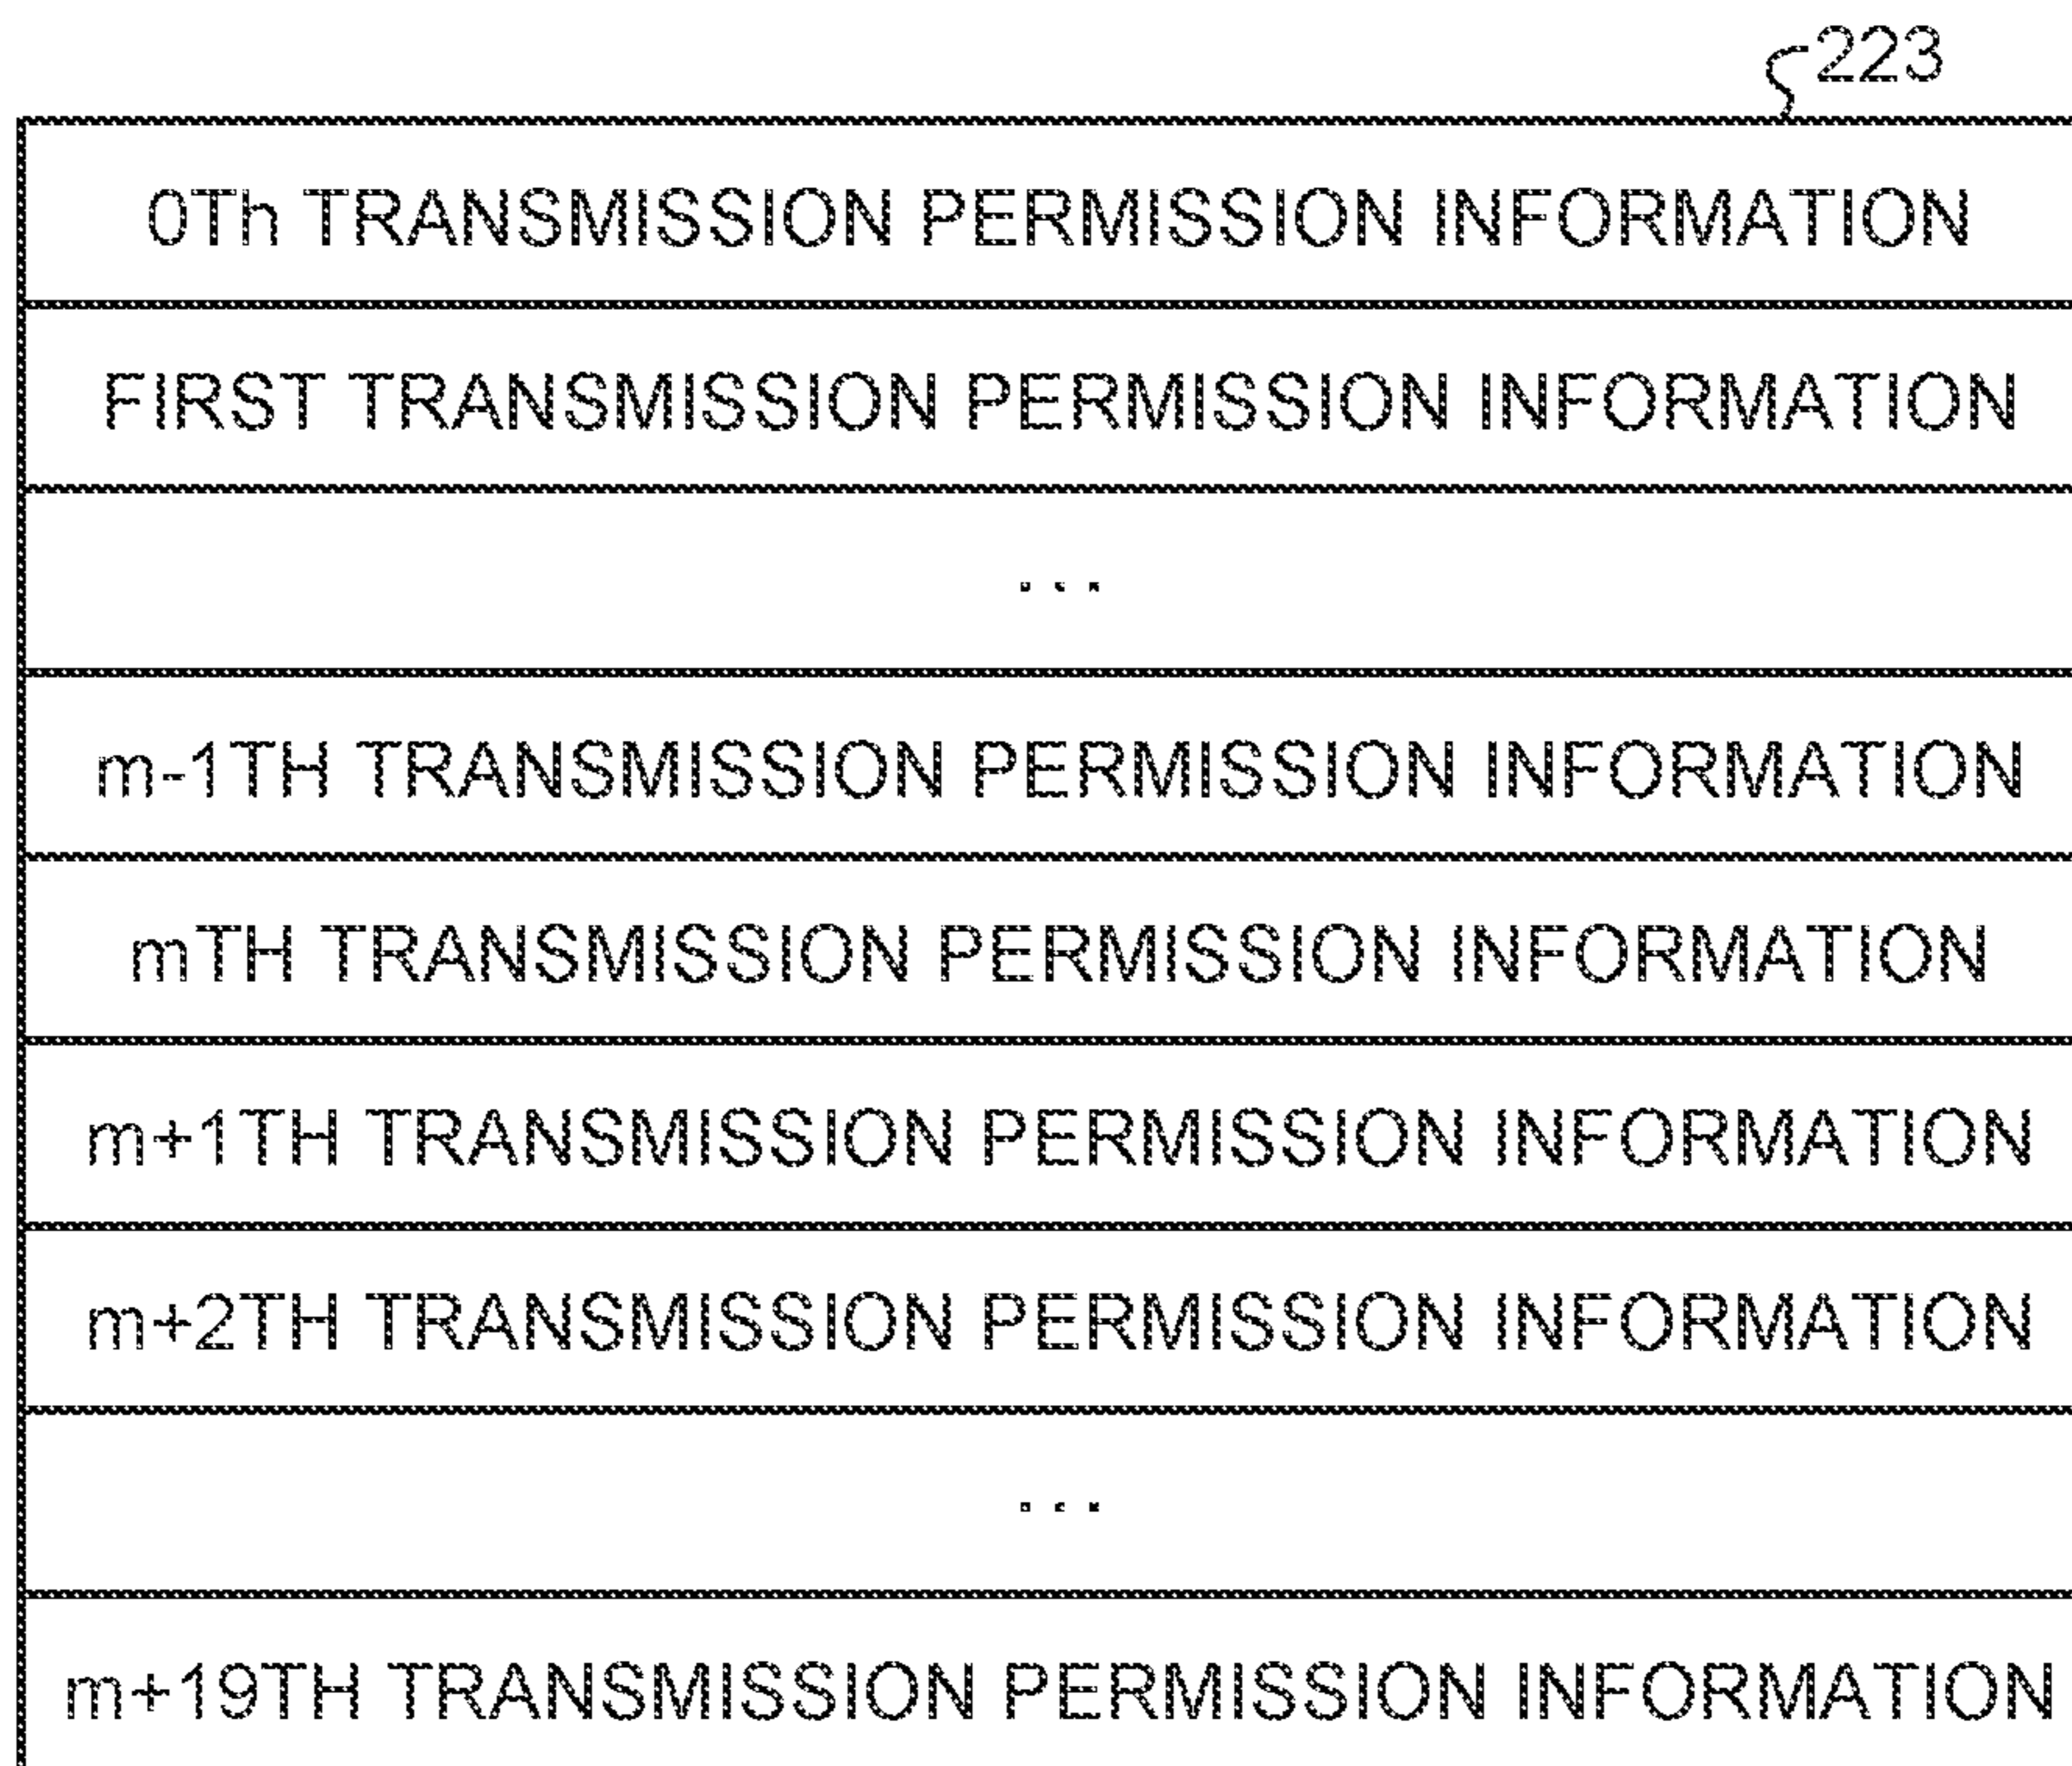 223
0Th TRANSMISSION PERMISSION INFORMATION
FIRST TRANSMISSION PERMISSION INFORMATION
...
m-1TH TRANSMISSION PERMISSION INFORMATION
mTH TRANSMISSION PERMISSION INFORMATION
m+1TH TRANSMISSION PERMISSION INFORMATION
m+2TH TRANSMISSION PERMISSION INFORMATION
...
m+19TH TRANSMISSION PERMISSION INFORMATION